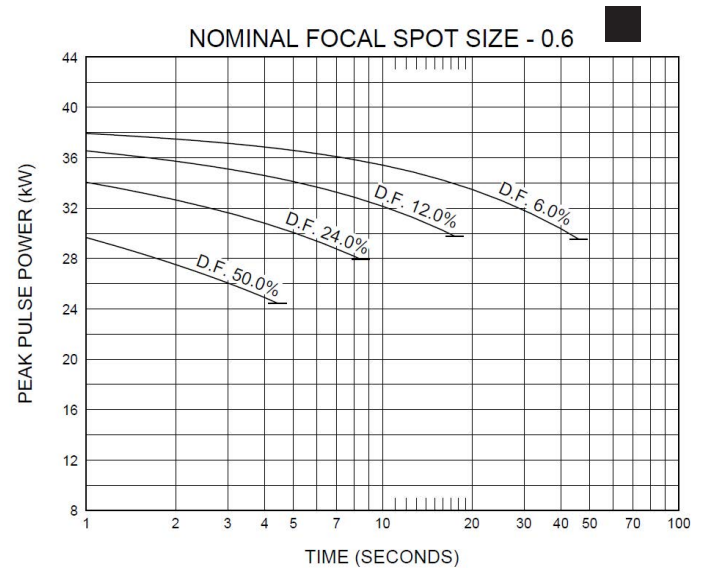 NOMINAL FOCAL SPOT SIZE - 0.6
PEAK PULSE POWER (kW)
44
40
36
32
28
24
20
16
12
8
D.F. 6.0%
D.F. 12.0%
D.F. 24.0%
D.F. 50.0%
1 2 3 4 5 7 10 20 30 40 50 70 100
TIME (SECONDS)